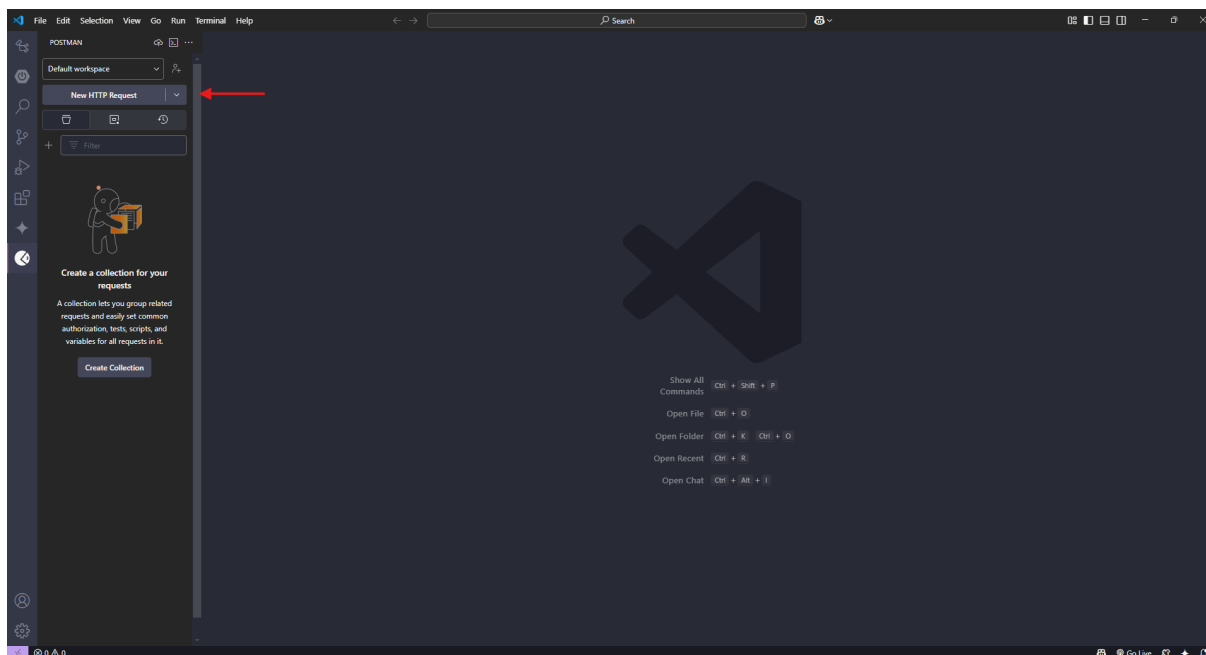 File Edit Selection View Go Run Terminal Help
Search
POSTMAN
Default workspace
New HTTP Request
Filter
Create a collection for your
requests
A collection lets you group related
requests and easily set common
authorization, tests, scripts, and
variables for all requests in it.
Create Collection
Show All
Commands
Ctrl + Shift + P
Open File Ctrl + O
Open Folder Ctrl + K Ctrl + O
Open Recent Ctrl + R
Open Chat Ctrl + Alt + I
0 0
Go Live